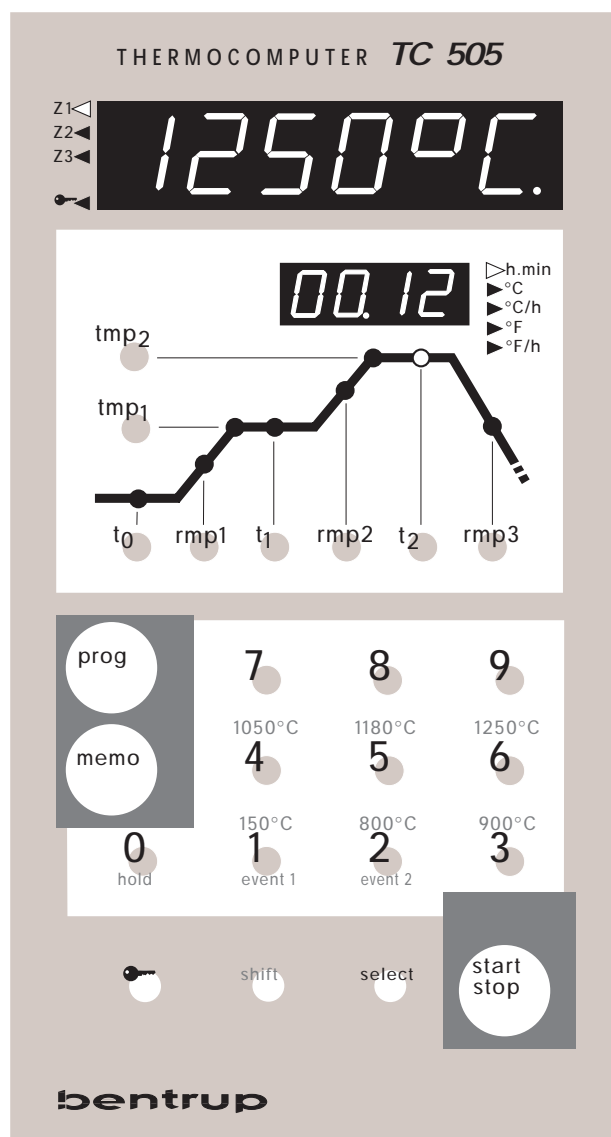 THERMOCOMPUTER TC 505
Z1
Z2
Z3
1250°C.
00.12
h.min
°C
°C/h
°F
°F/h
tmp2
tmp1
t0 rmp1 t1 rmp2 t2 rmp3
prog
7 8 9
memo
1050°C 1180°C 1250°C
4 5 6
150°C 800°C 900°C
0 1 2 3
hold event 1 event 2
shift select
start
stop
bentrup